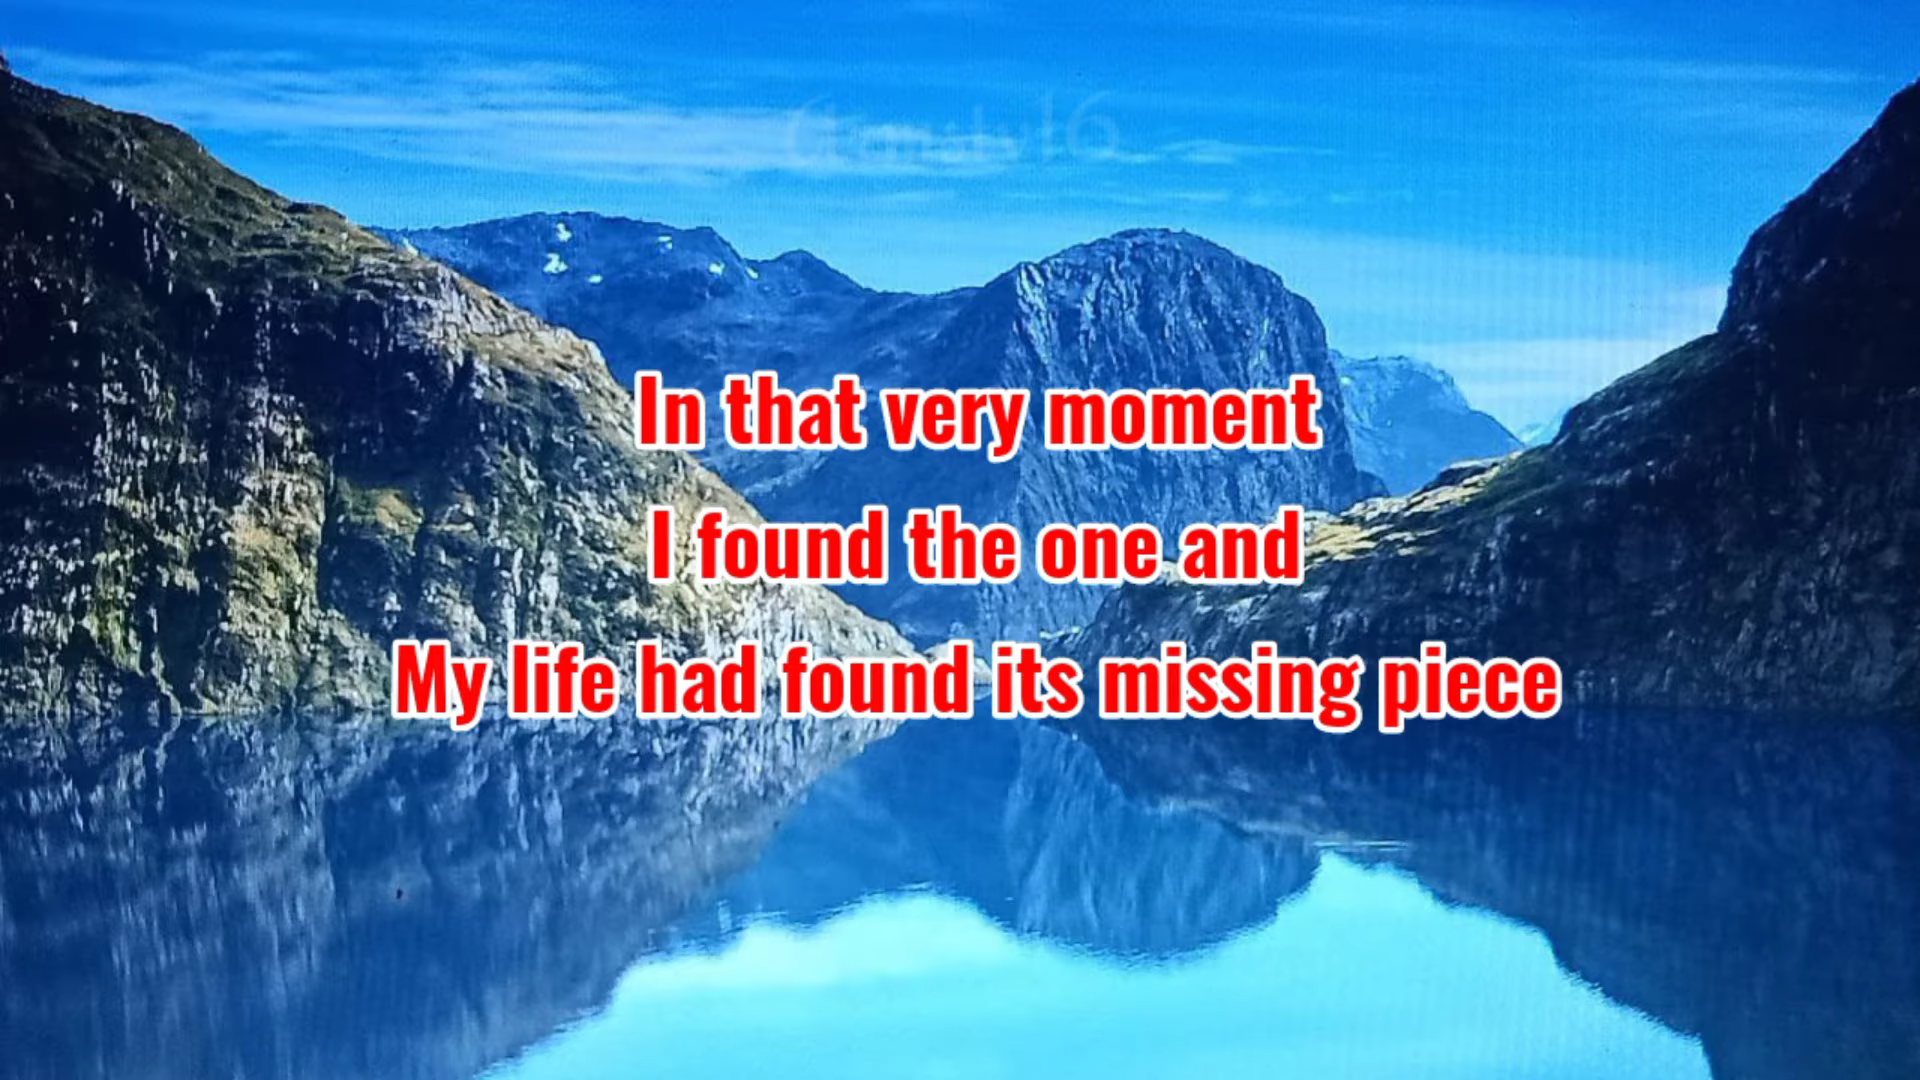 In that very moment
I found the one and
My life had found its missing piece